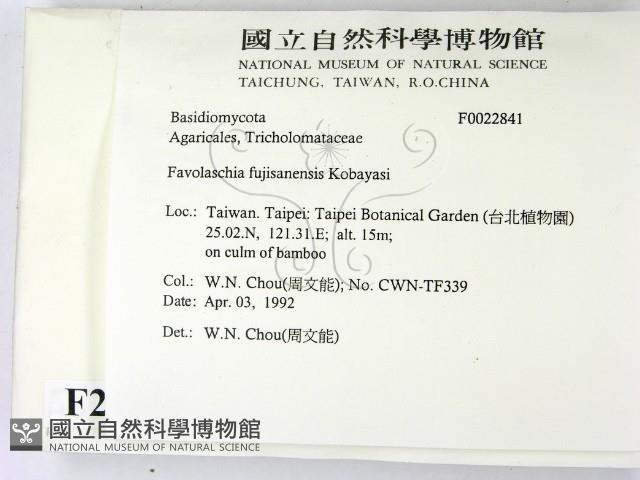 國立自然科學博物館
NATIONAL MUSEUM OF NATURAL SCIENCE
TAICHUNG, TAIWAN, R.O.CHINA
Basidiomycota F0022841
Agaricales, Tricholomataceae
Favolaschia fujisanensis Kobayasi
Loc.: Taiwan. Taipei: Taipei Botanical Garden (台北植物園)
25.02.N, 121.31.E; alt. 15m;
on culm of bamboo
Col.: W.N. Chou(周文能); No. CWN-TF339
Date: Apr. 03, 1992
Det.: W.N. Chou(周文能)
F2
國立自然科學博物館
NATIONAL MUSEUM OF NATURAL SCIENCE